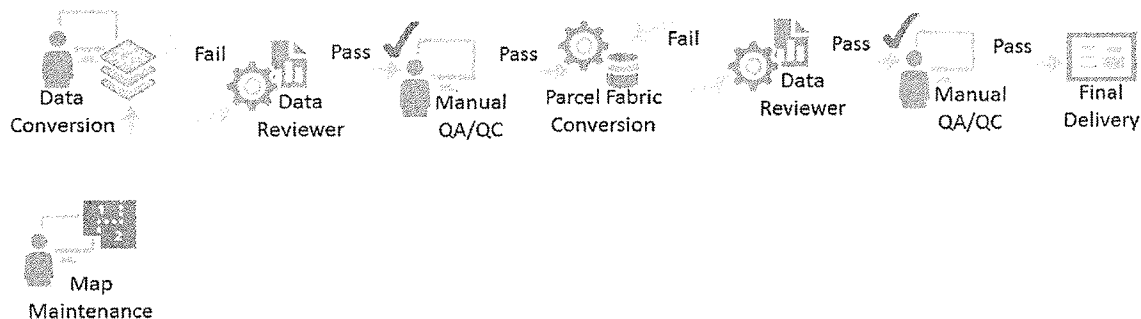 Fail
Pass
Pass
Fail
Pass
Pass
Data
Conversion
Data
Reviewer
Manual
QA/QC
Parcel Fabric
Conversion
Data
Reviewer
Manual
QA/QC
Final
Delivery
Map
Maintenance